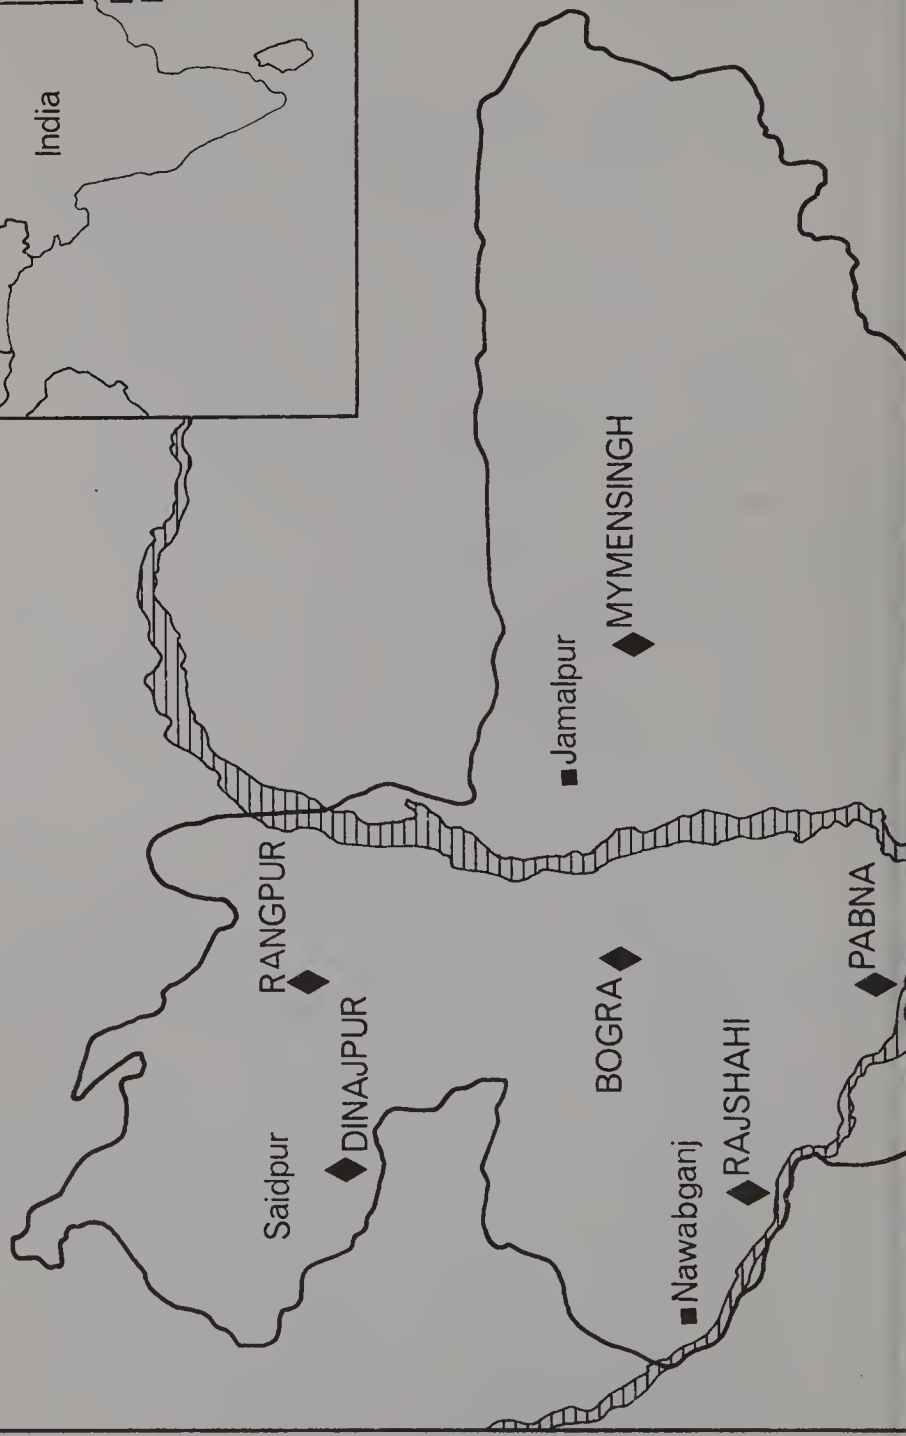 India
RANGPUR
Saidpur
DINAJPUR
Jamalpur
MYMENSINGH
BOGRA
Nawabganj
RAJSHAHI
PABNA